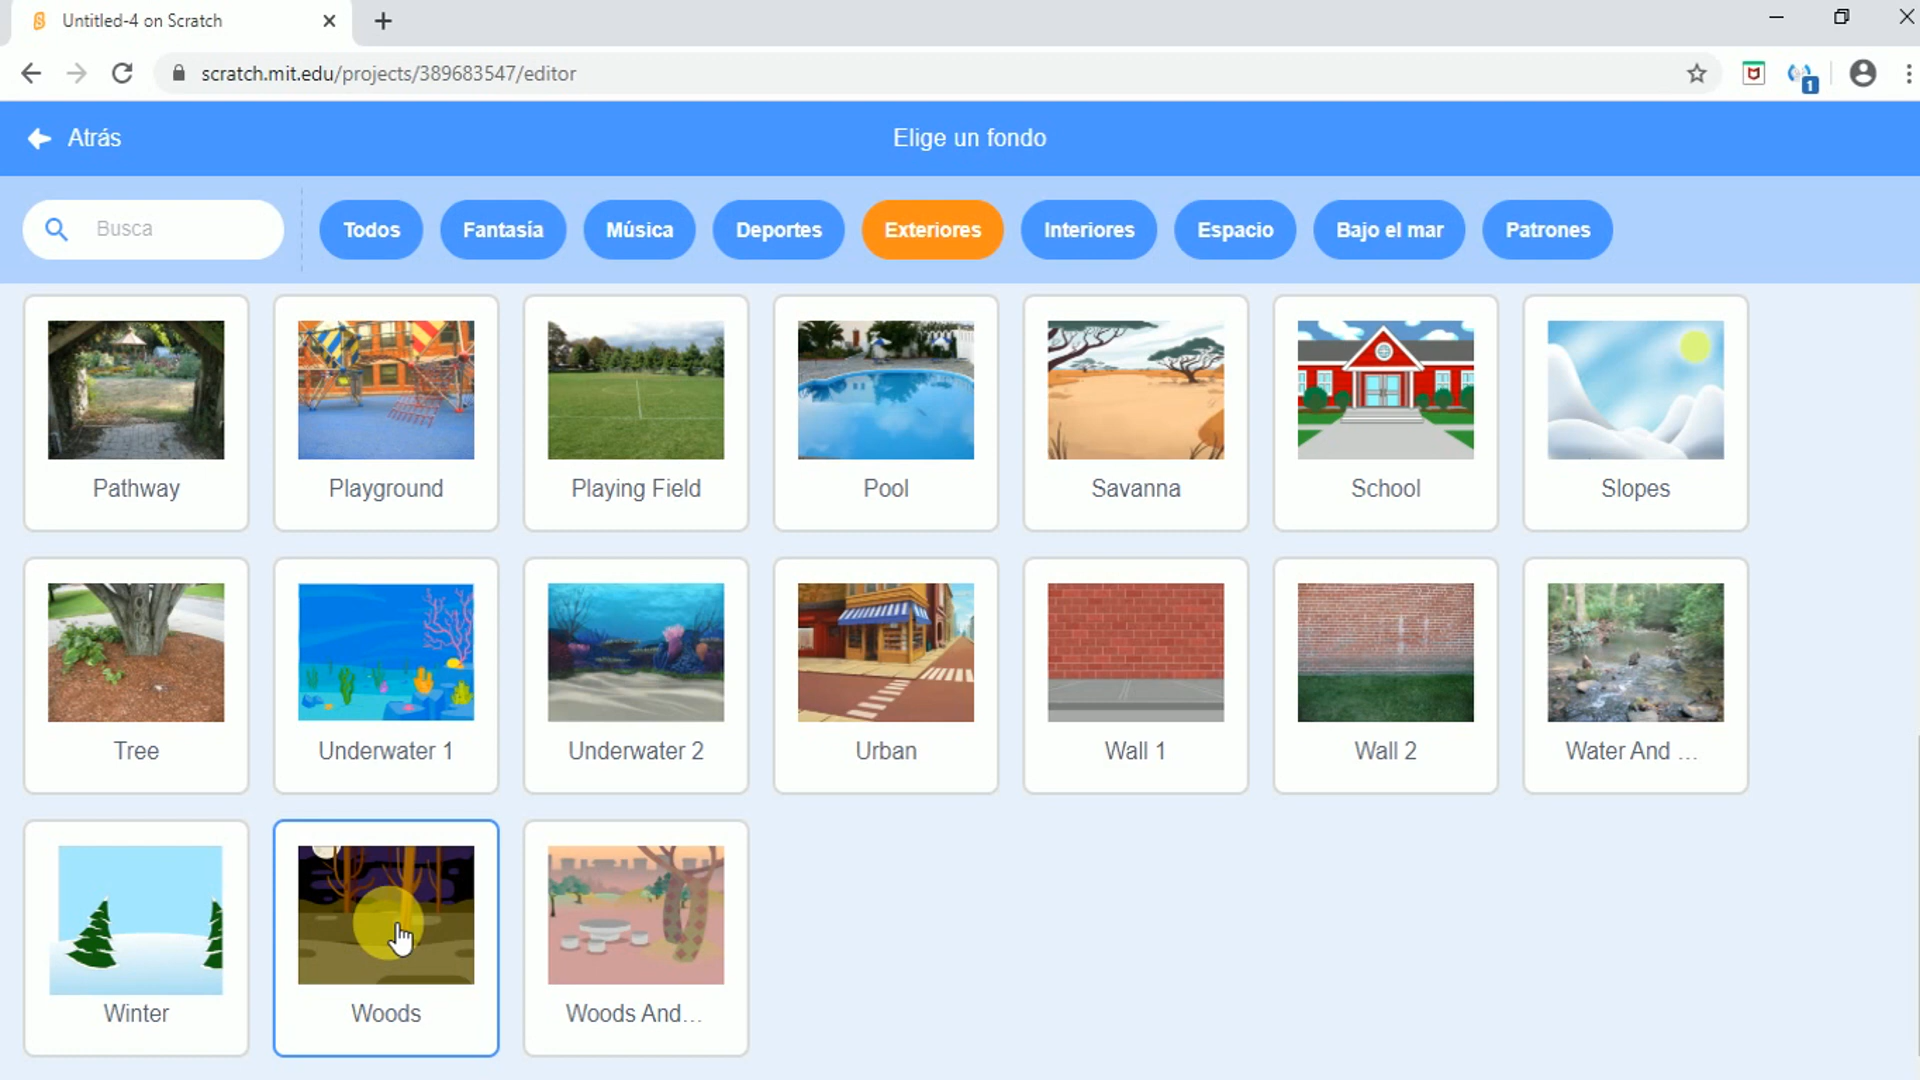 Untitled-4 on Scratch
scratch.mit.edu/projects/389683547/editor
1
Atrás
Elige un fondo
Busca
Todos
Fantasía
Música
Deportes
Exteriores
Interiores
Espacio
Bajo el mar
Patrones
Pathway
Playground
Playing Field
Pool
Savanna
School
Slopes
Tree
Underwater 1
Underwater 2
Urban
Wall 1
Wall 2
Water And ...
Winter
Woods
Woods And...